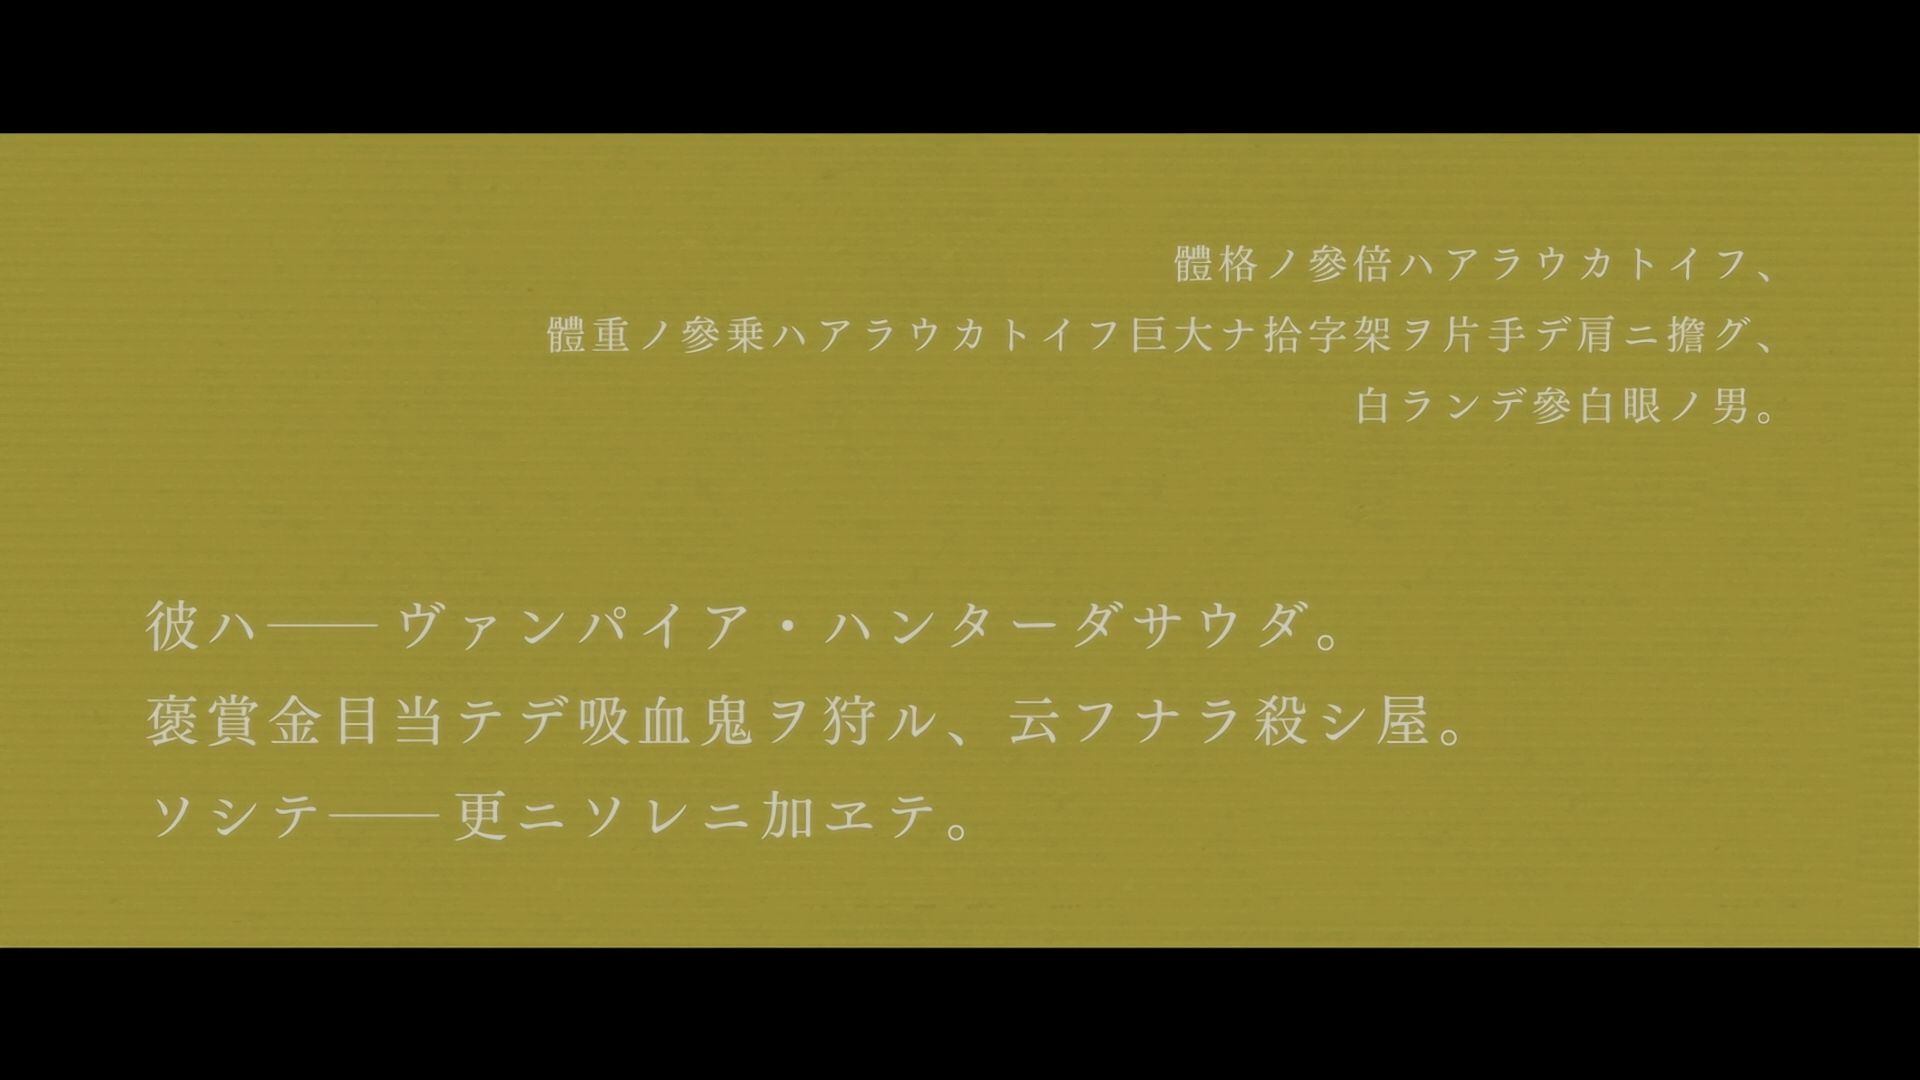 體格ノ參倍ハアラウカトイフ、
體重ノ參乗ハアラウカトイフ巨大ナ拾字架ヲ片手デ肩ニ擔グ、
白ランデ參白眼ノ男。
彼ハ――ヴァンパイア・ハンターダサウダ。
褒賞金目当テデ吸血鬼ヲ狩ル、云フナラ殺シ屋。
ソシテ――更ニソレニ加ヱテ。